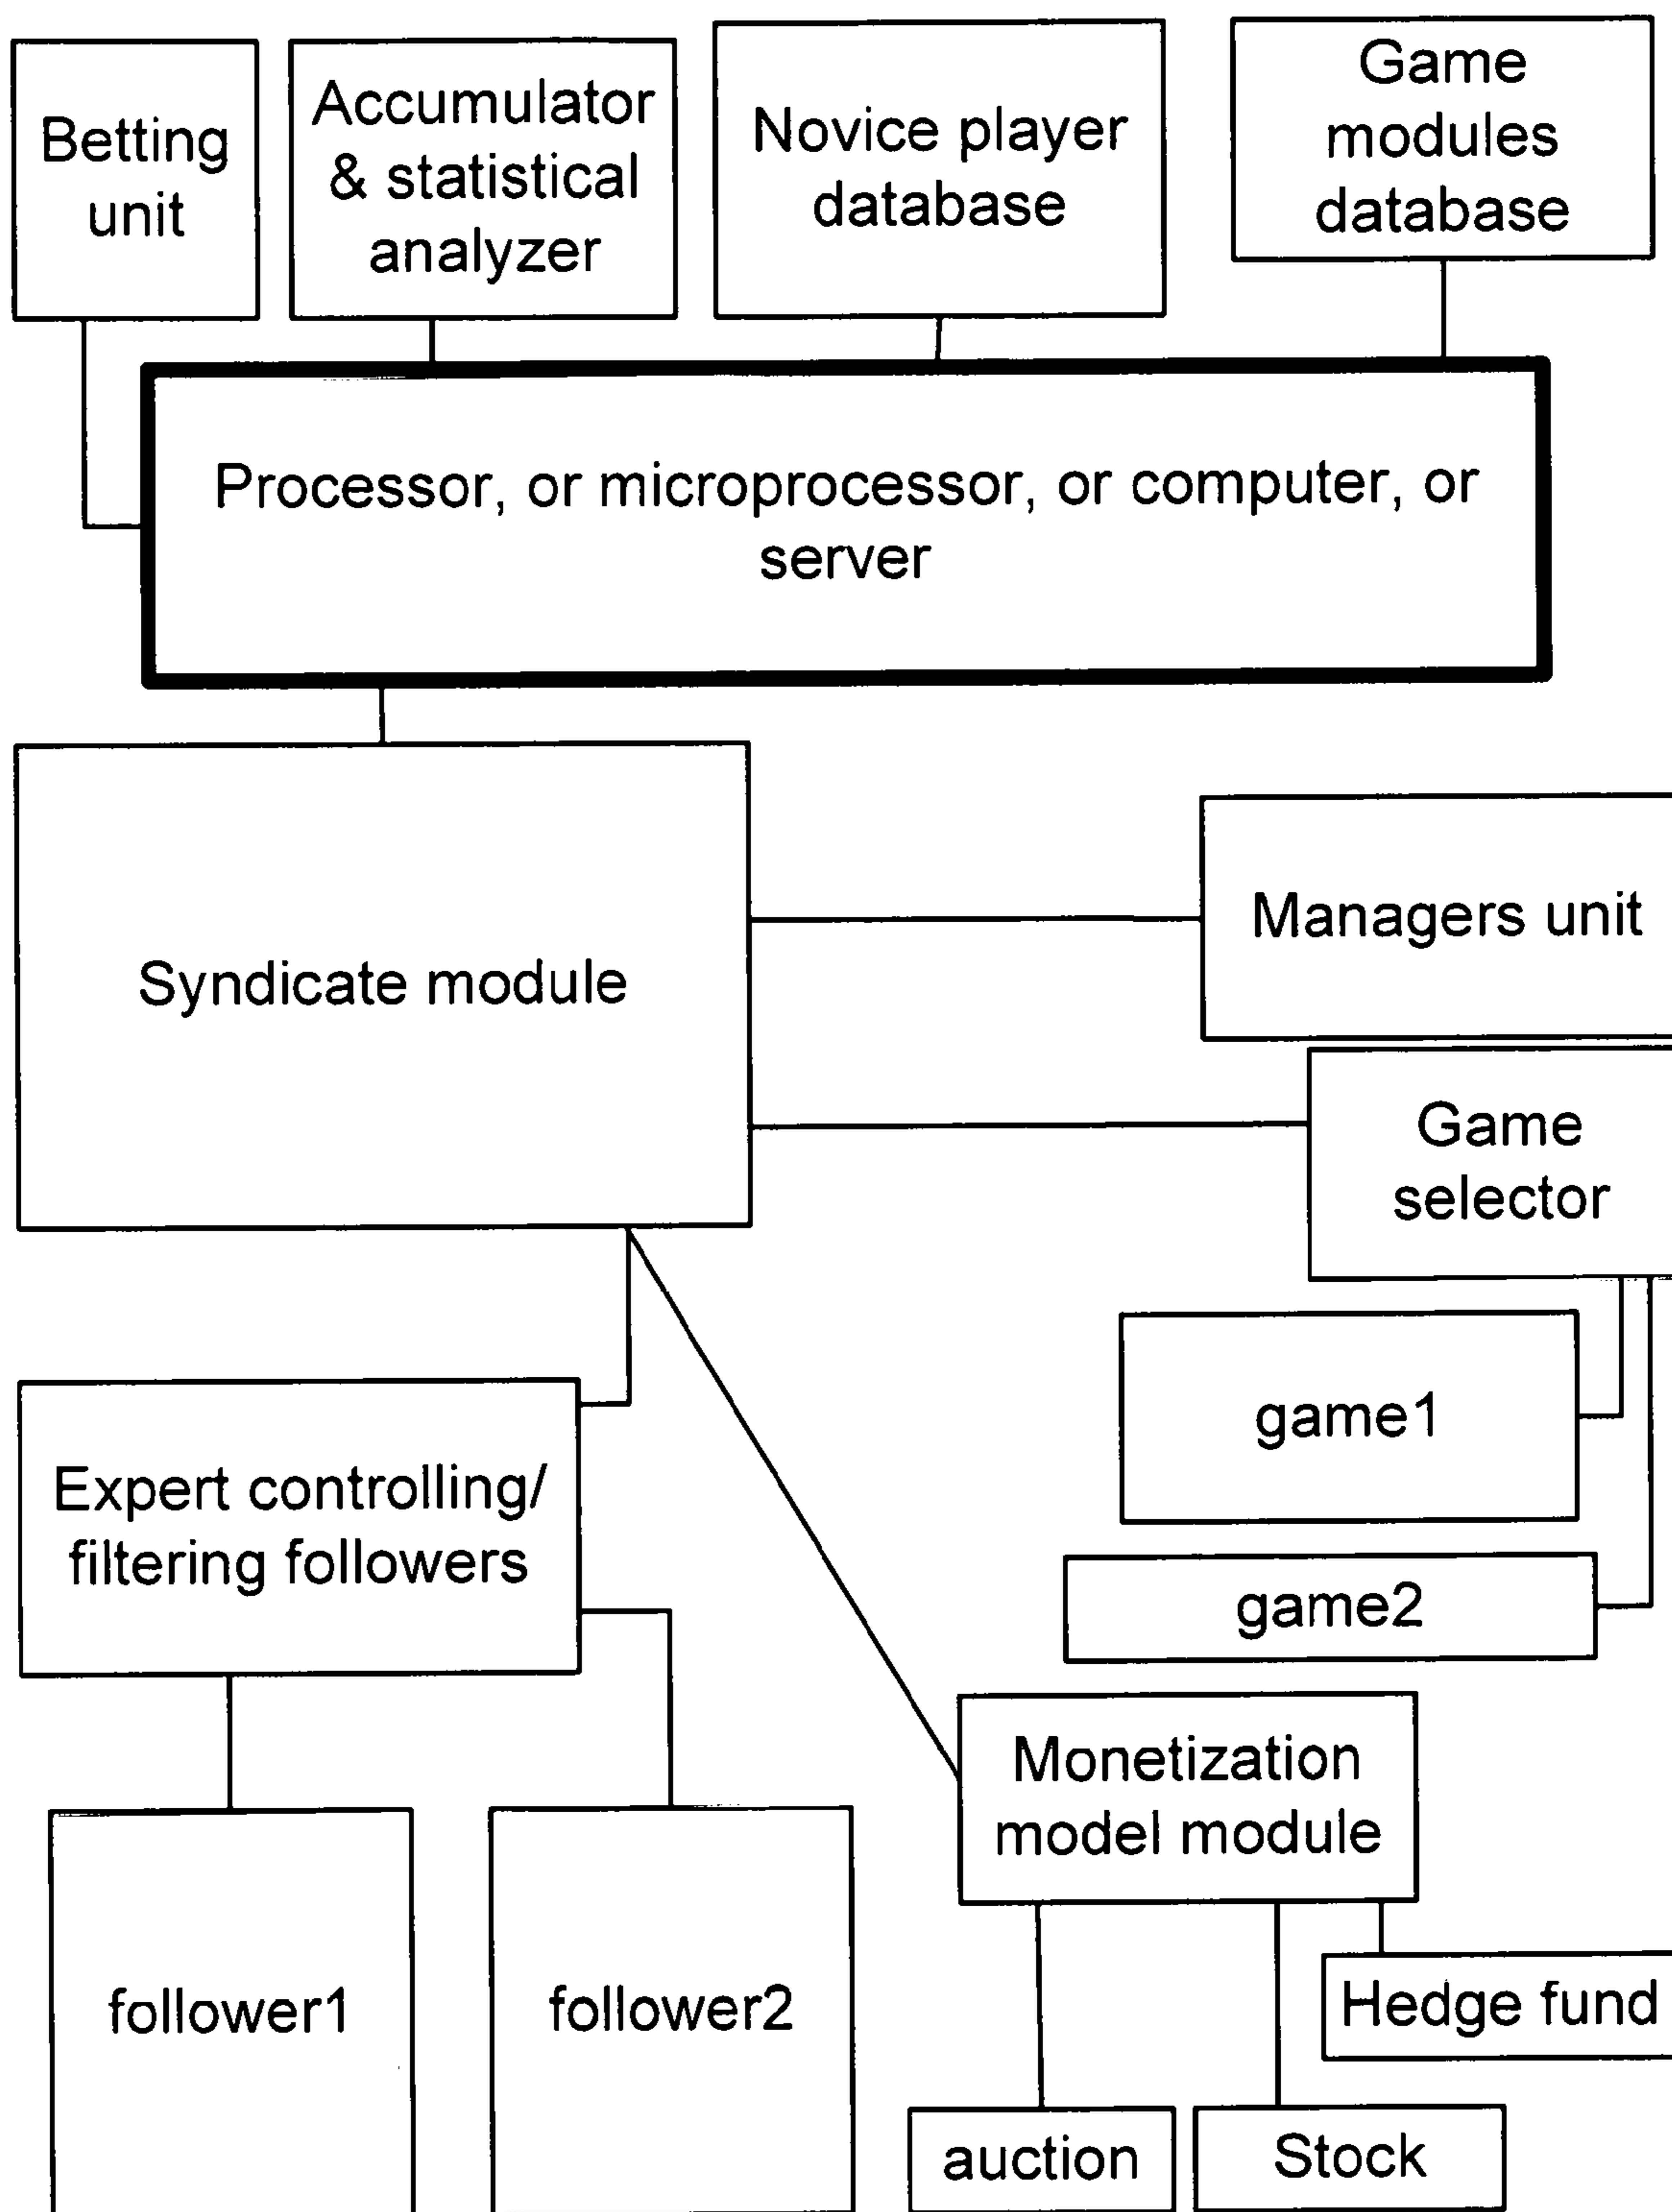 Betting
unit
Accumulator
& statistical
analyzer
Novice player
database
Game
modules
database
Processor, or microprocessor, or computer, or
server
Syndicate module
Managers unit
Game
selector
game1
game2
Expert controlling/
filtering followers
Monetization
model module
follower1
follower2
Hedge fund
auction
Stock